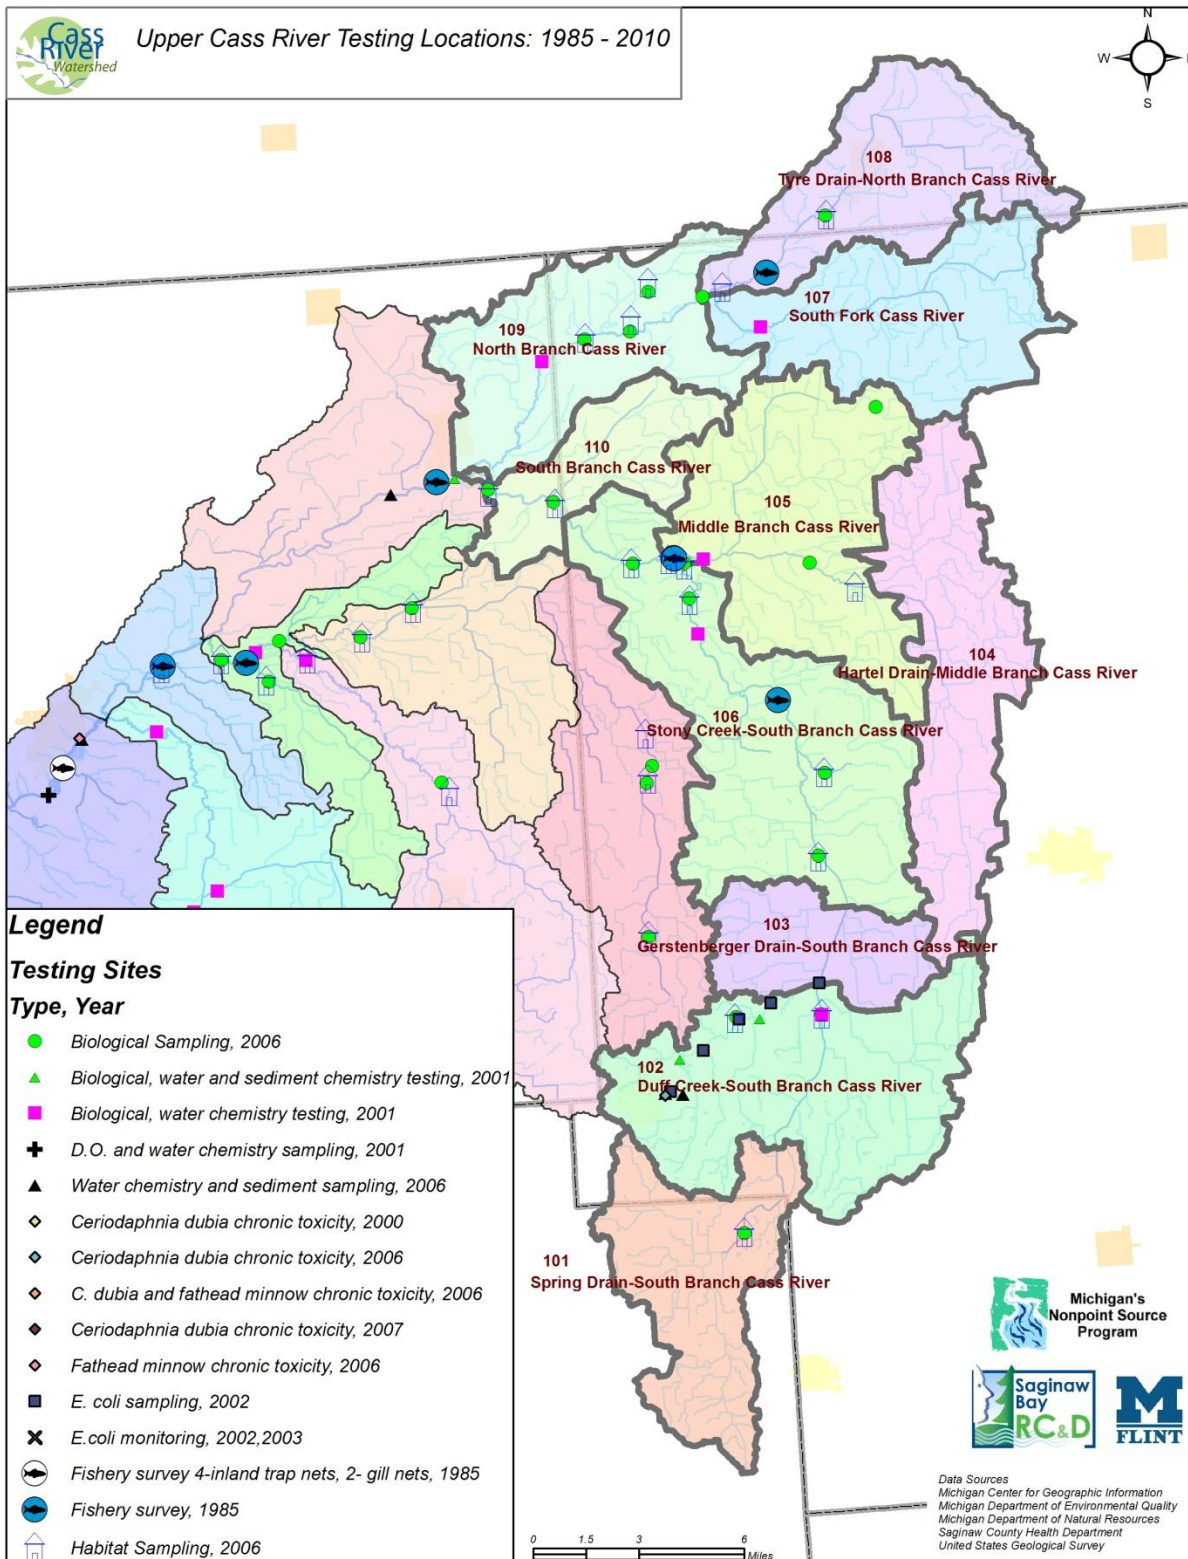 Cass
River
Watershed
Upper Cass River Testing Locations: 1985 - 2010
N
W
S
108
Tyre Drain-North Branch Cass River
107
South Fork Cass River
109
North Branch Cass River
110
South Branch Cass River
105
Middle Branch Cass River
104
Hartel Drain-Middle Branch Cass River
106
Stony Creek-South Branch Cass River
103
Gerstenberger Drain-South Branch Cass River
102
Duff Creek-South Branch Cass River
101
Spring Drain-South Branch Cass River
Legend
Testing Sites
Type, Year
Biological Sampling, 2006
Biological, water and sediment chemistry testing, 2001
Biological, water chemistry testing, 2001
D.O. and water chemistry sampling, 2001
Water chemistry and sediment sampling, 2006
Ceriodaphnia dubia chronic toxicity, 2000
Ceriodaphnia dubia chronic toxicity, 2006
C. dubia and fathead minnow chronic toxicity, 2006
Ceriodaphnia dubia chronic toxicity, 2007
Fathead minnow chronic toxicity, 2006
E. coli sampling, 2002
E.coli monitoring, 2002,2003
Fishery survey 4-inland trap nets, 2- gill nets, 1985
Fishery survey, 1985
Habitat Sampling, 2006
0 1.5 3 6
Miles
Michigan's
Nonpoint Source
Program
Saginaw
Bay
RC&D
M
FLINT
Data Sources
Michigan Center for Geographic Information
Michigan Department of Environmental Quality
Michigan Department of Natural Resources
Saginaw County Health Department
United States Geological Survey